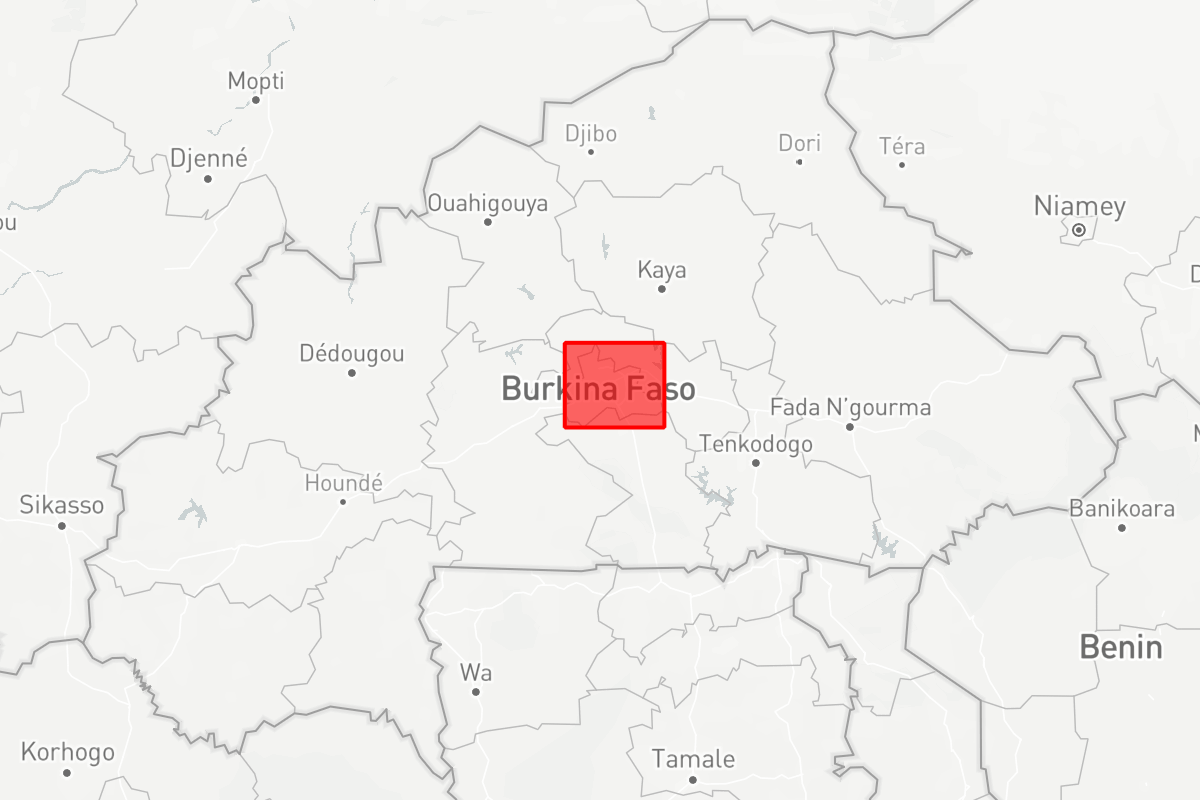 Mopti
Djibo
Dori
Téra
Djenné
Ouahigouya
Niamey
ou
Kaya
D
Dédougou
Burkina Faso
Fada N'gourma
Tenkodogo
Houndé
Sikasso
Banikoara
Benin
Wa
Korhogo
Tamale